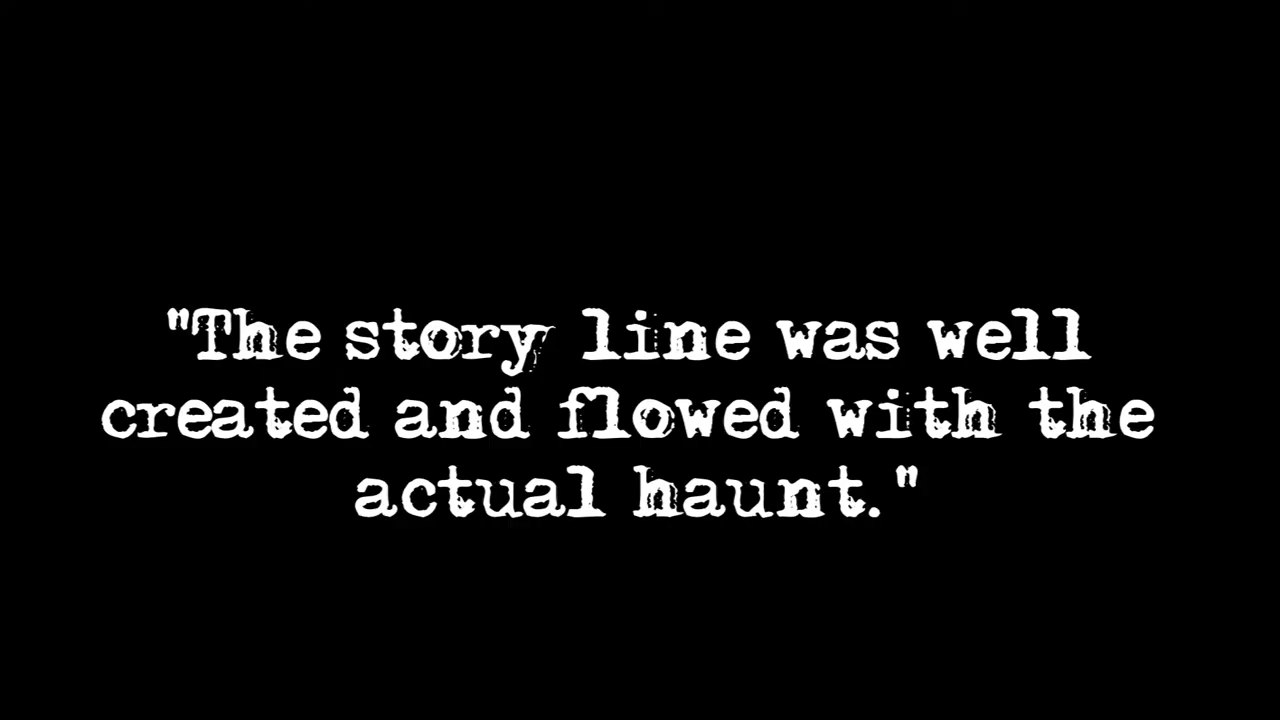 "The story line was well
created and flowed with the
actual haunt."